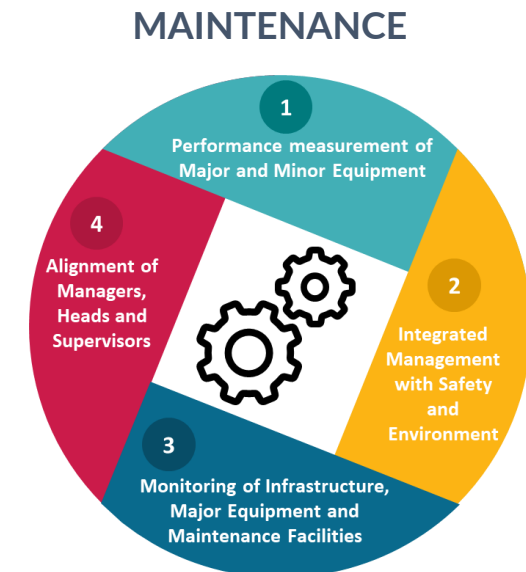 MAINTENANCE
1
Performance measurement of
Major and Minor Equipment
2
Integrated
Management
with Safety
and
Environment
3
Monitoring of Infrastructure,
Major Equipment and
Maintenance Facilities
4
Alignment of
Managers,
Heads and
Supervisors